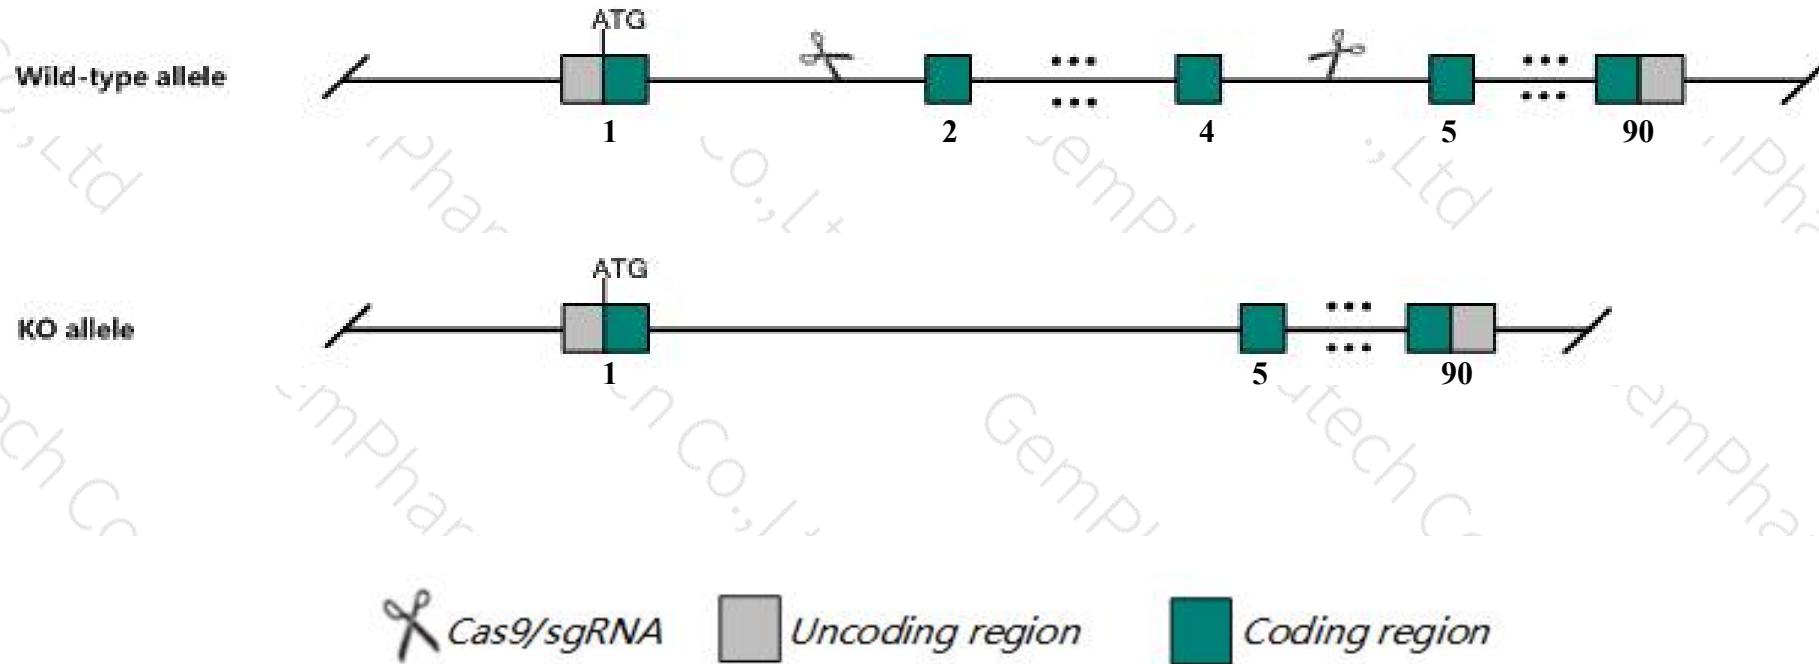 ATG
Wild-type allele
1 2 4 5 90
ATG
KO allele
1 5 90
Cas9/sgRNA Uncoding region Coding region